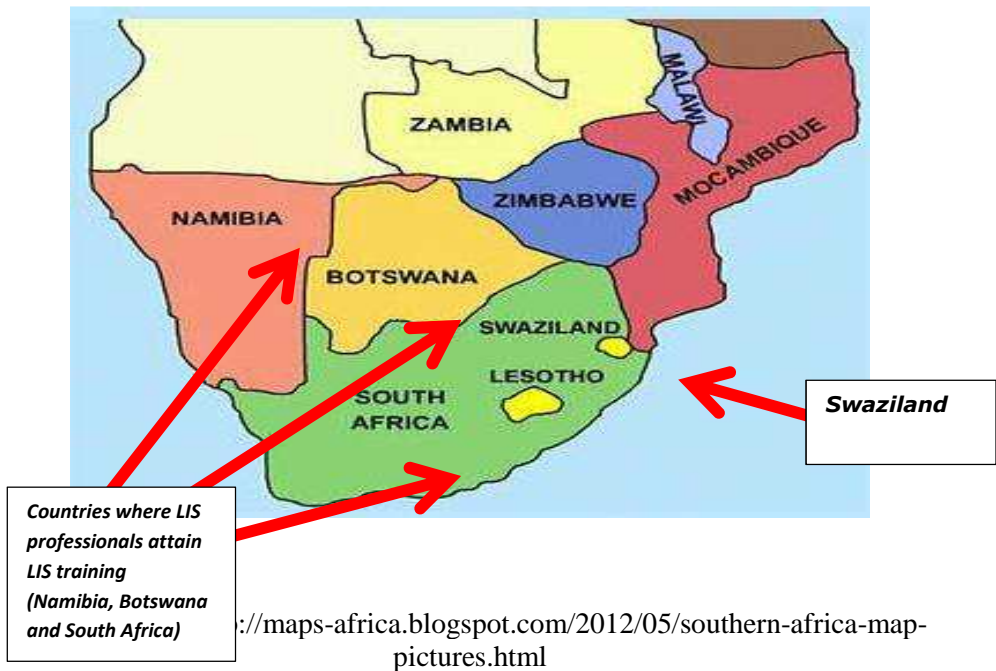 MALAWI
ZAMBIA
MOCAMBIQUE
ZIMBABWE
NAMIBIA
BOTSWANA
SWAZILAND
LESOTHO
SOUTH
AFRICA
Swaziland
Countries where LIS
professionals attain
LIS training
(Namibia, Botswana
and South Africa)
://maps-africa.blogspot.com/2012/05/southern-africa-map-
pictures.html